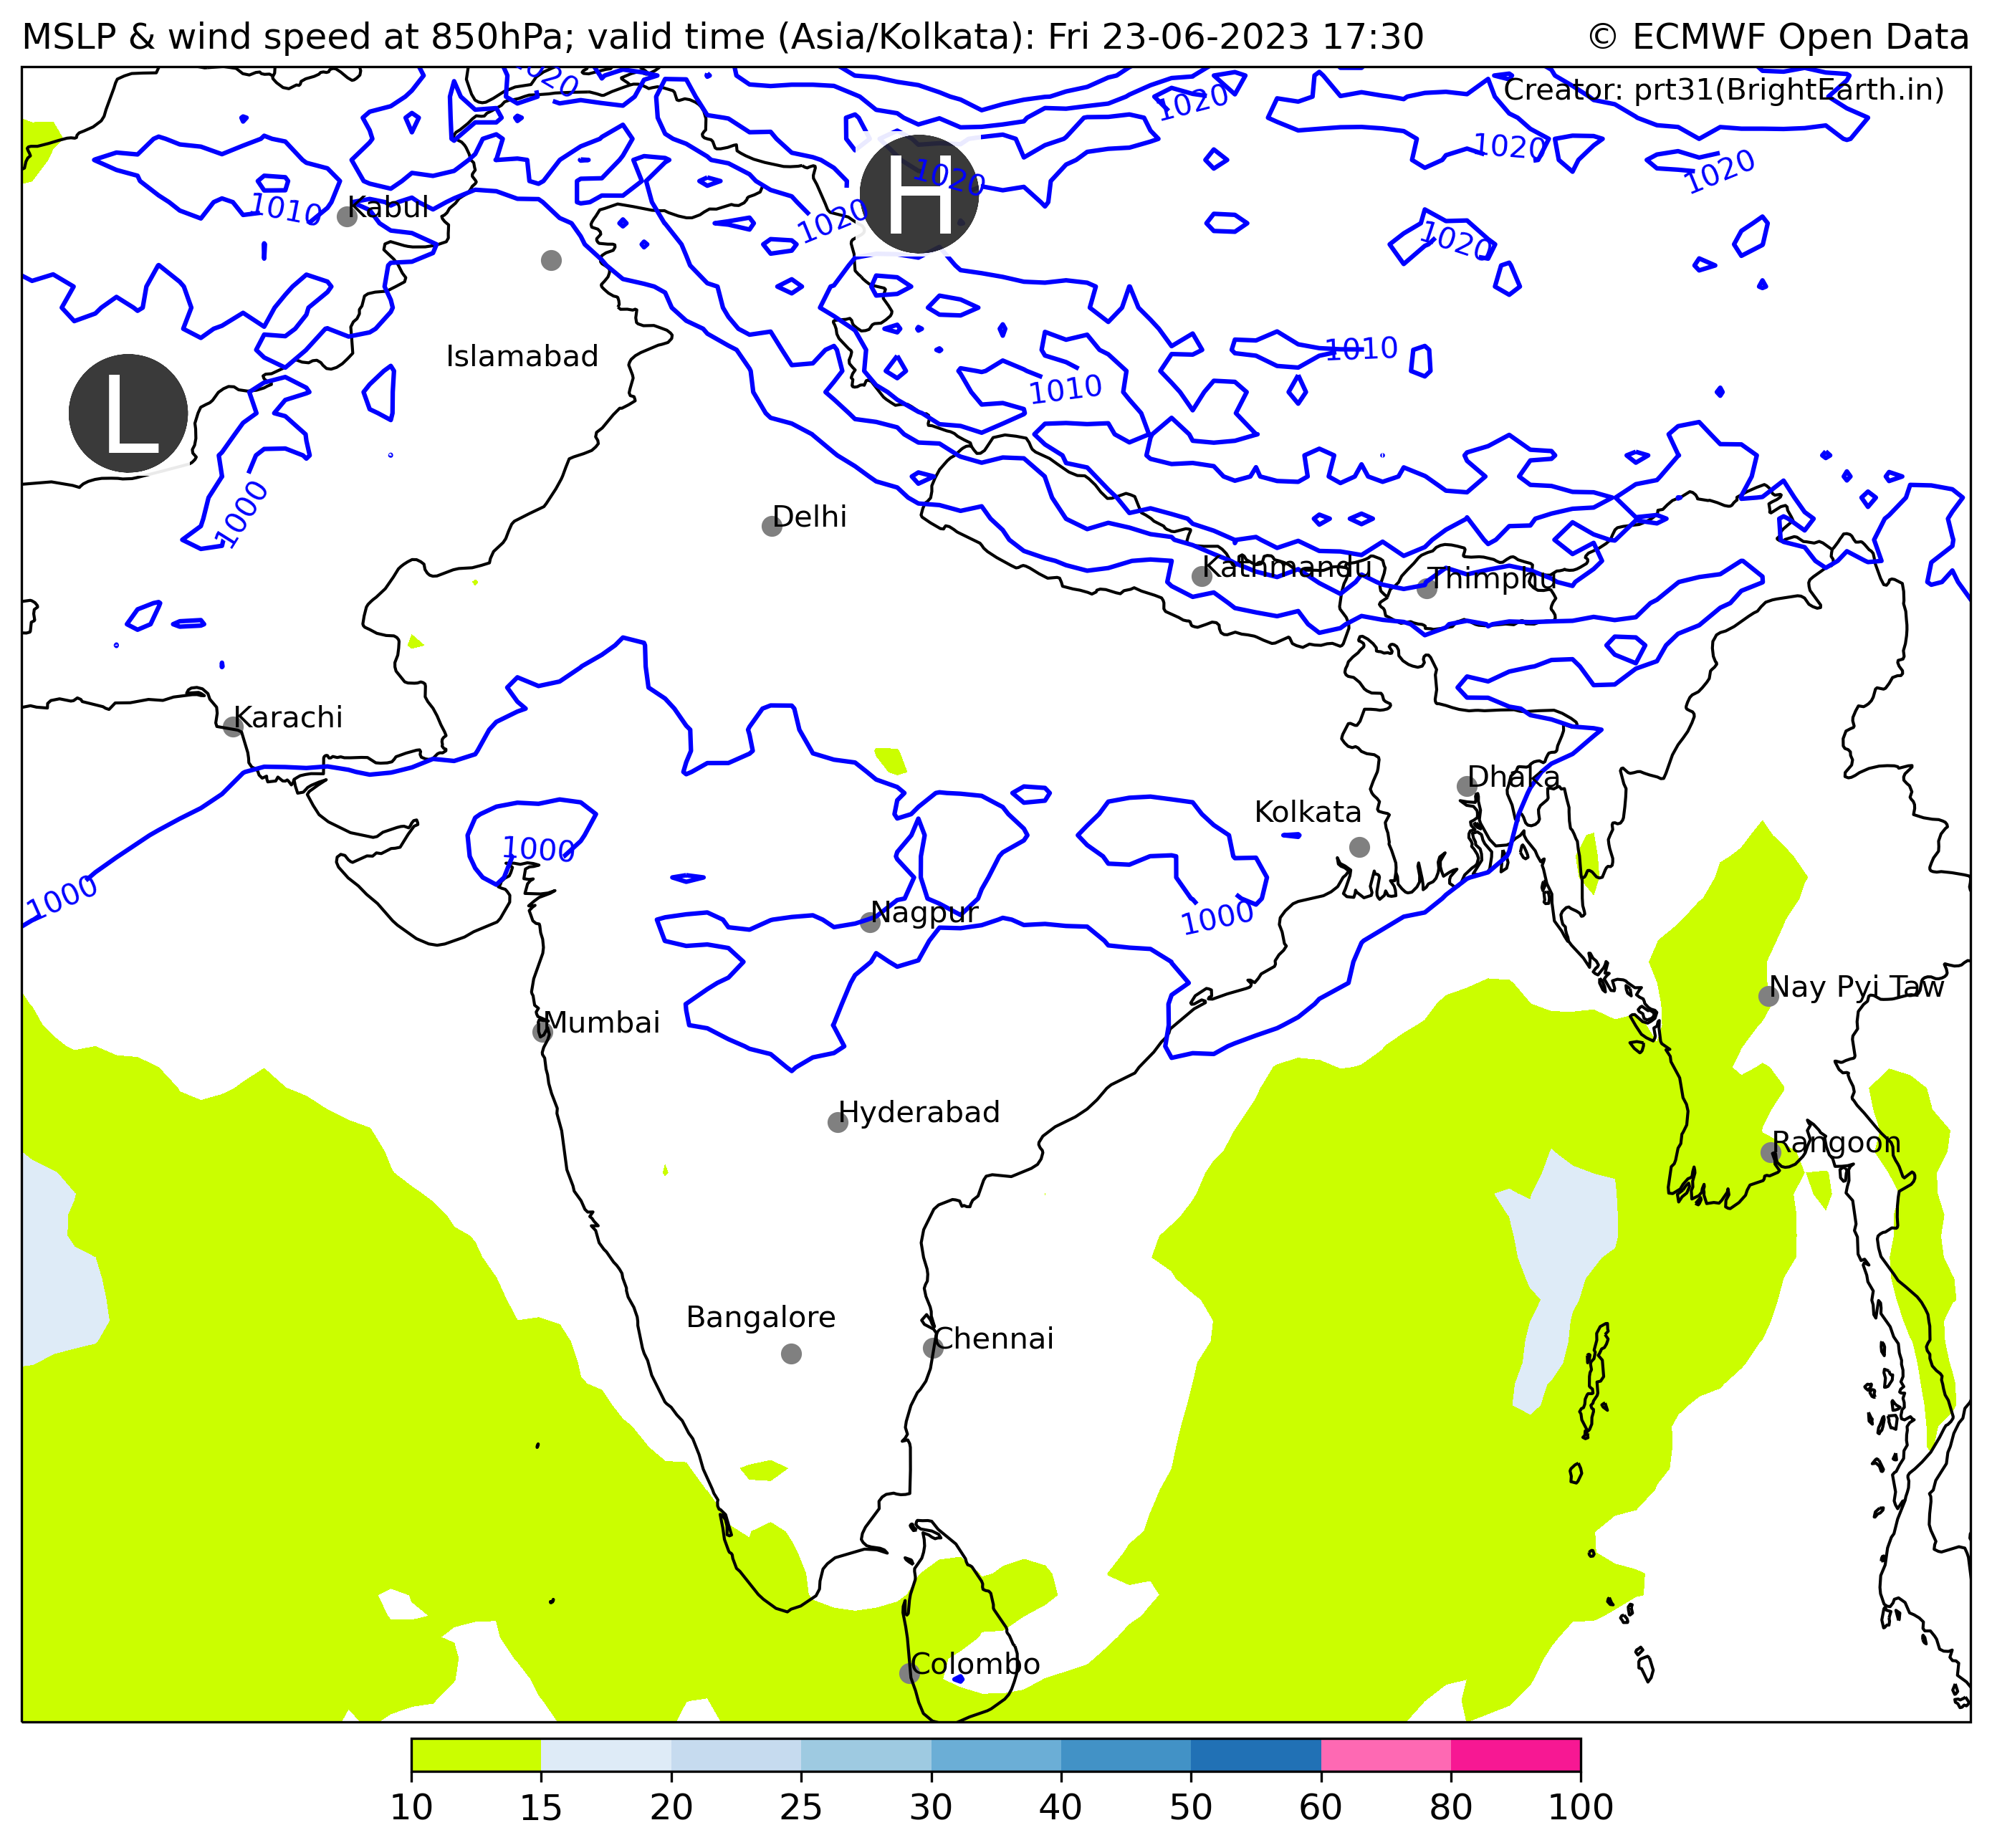 MSLP & wind speed at 850hPa; valid time (Asia/Kolkata): Fri 23-06-2023 17:30 © ECMWF Open Data
Creator: prt31(BrightEarth.in)
1020
1020
1020
1020
H
1020
1010
Kabul
1020
1020
Islamabad
1010
1010
L
1000
Delhi
Kathmandu
Thimphu
Karachi
Dhaka
Kolkata
1000
1000
Nagpur
1000
Nay Pyi Taw
Mumbai
Hyderabad
Rangoon
Bangalore
Chennai
Colombo
10 15 20 25 30 40 50 60 80 100